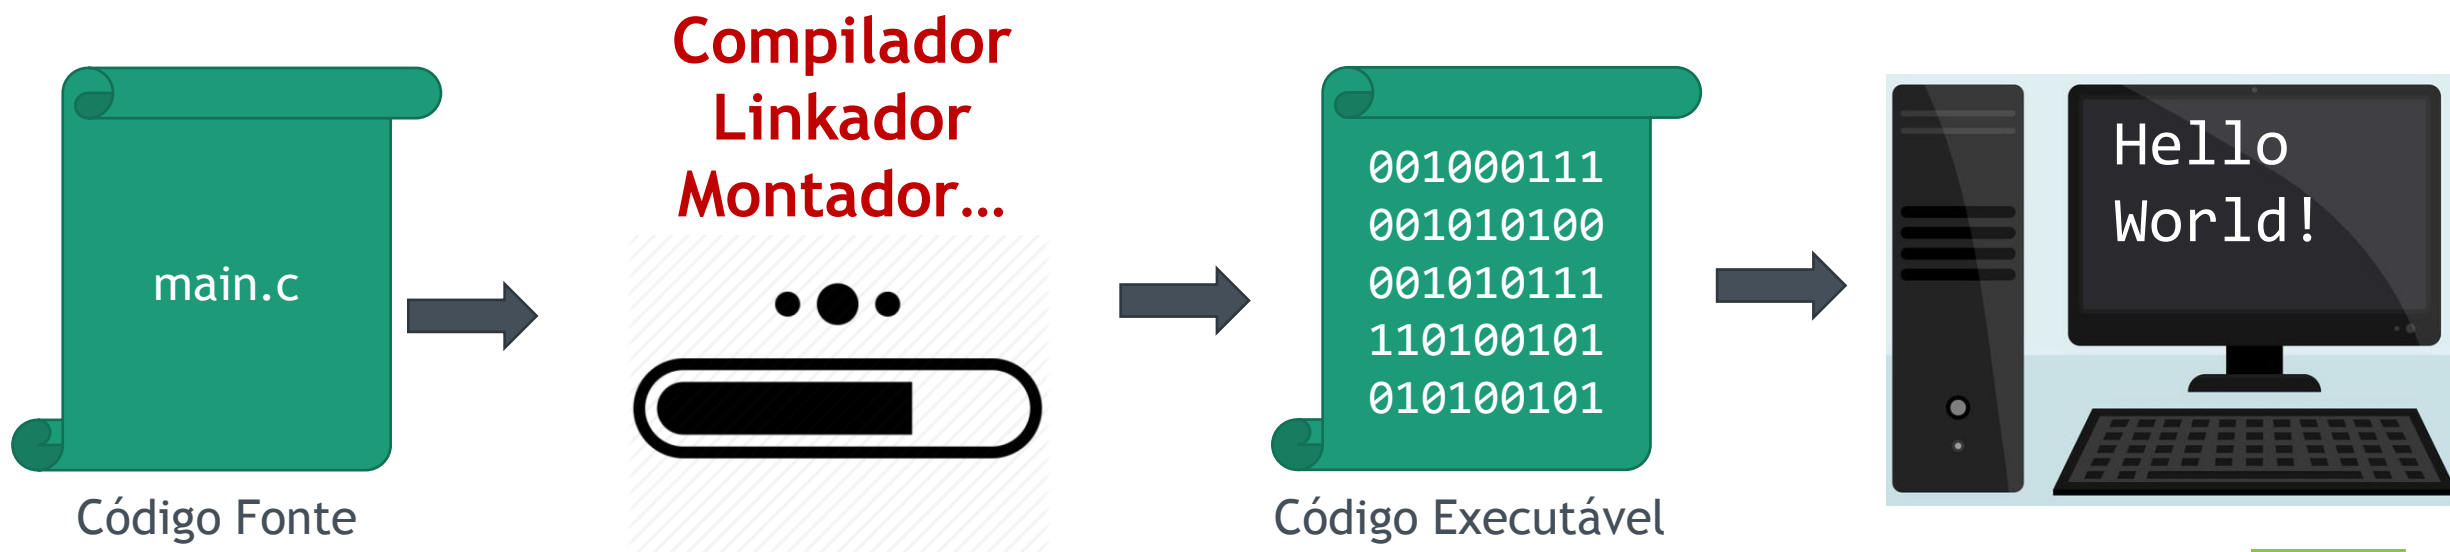 Compilador
Linkador
Montador...
main.c
001000111
001010100
001010111
110100101
010100101
Hello
World!
Código Fonte
Código Executável